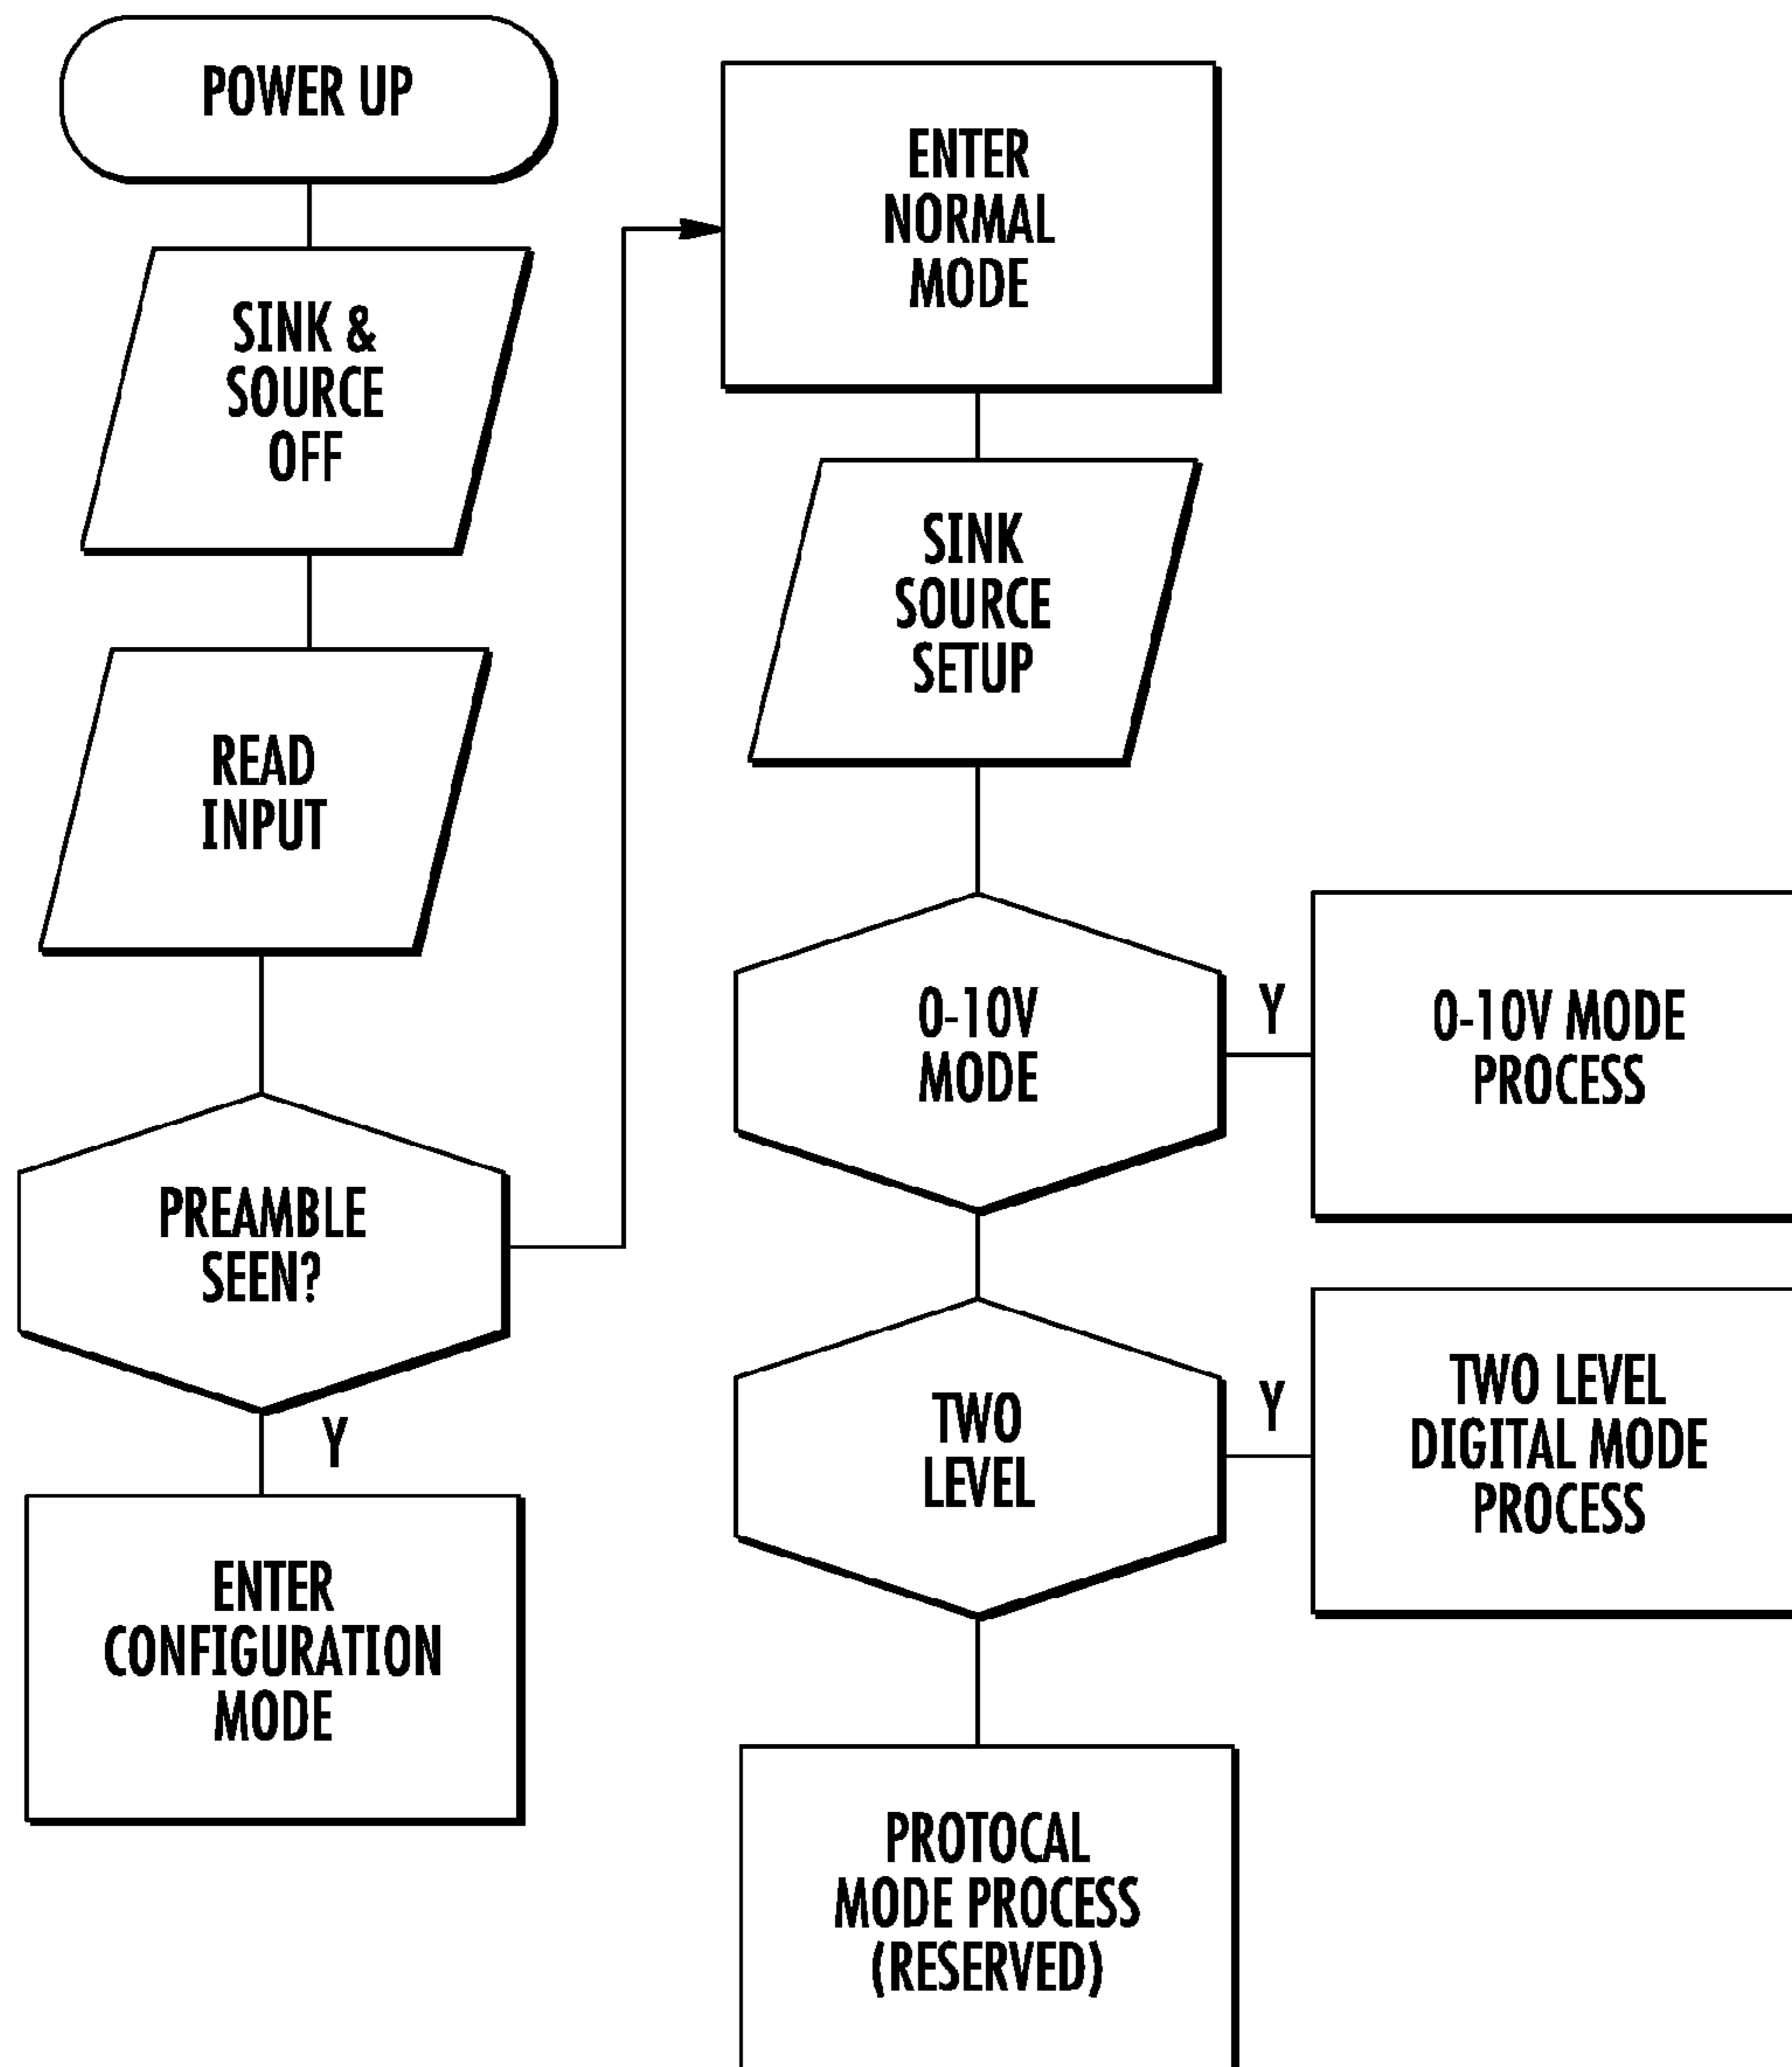 POWER UP
SINK &
SOURCE
OFF
READ
INPUT
PREAMBLE
SEEN?
Y
ENTER
CONFIGURATION
MODE
ENTER
NORMAL
MODE
SINK
SOURCE
SETUP
0-10V
MODE
Y
0-10V MODE
PROCESS
TWO
LEVEL
Y
TWO LEVEL
DIGITAL MODE
PROCESS
PROTOCAL
MODE PROCESS
(RESERVED)